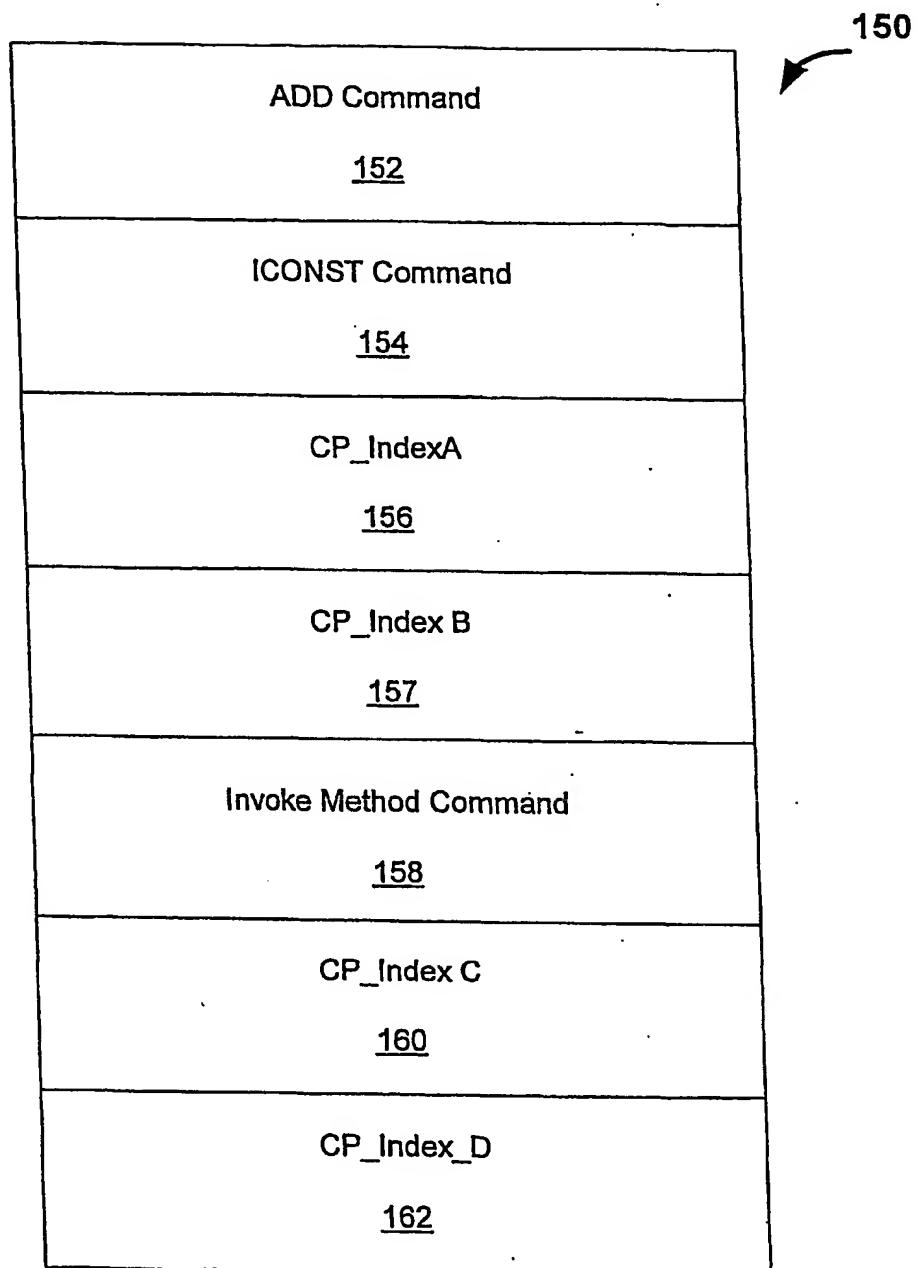 150
ADD Command
152
ICONST Command
154
CP_IndexA
156
CP_Index B
157
Invoke Method Command
158
CP_Index C
160
CP_Index_D
162